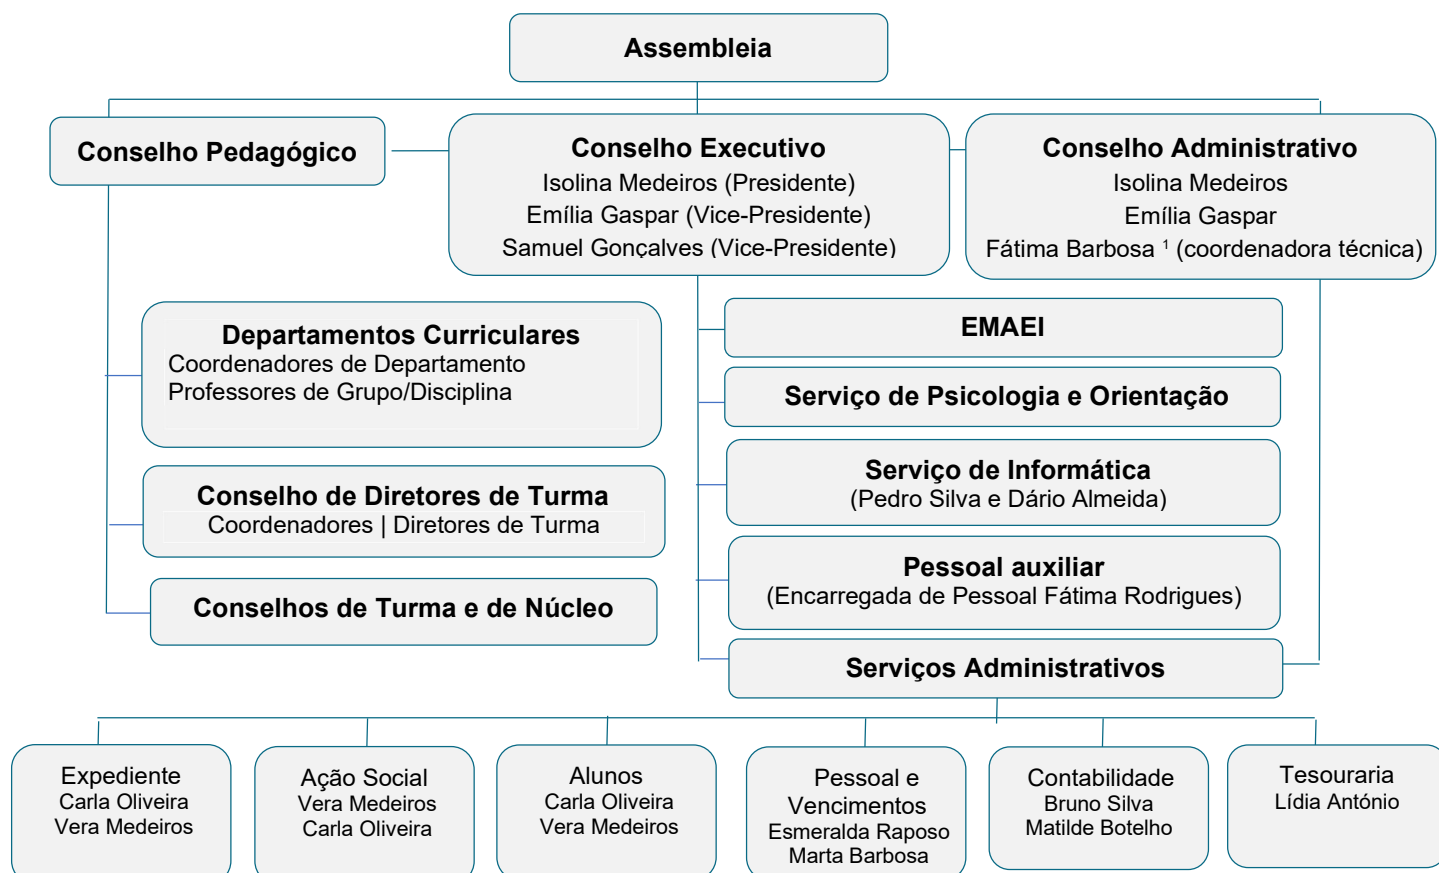 Assembleia
Conselho Pedagógico
Conselho Executivo
Isolina Medeiros (Presidente)
Emília Gaspar (Vice-Presidente)
Samuel Gonçalves (Vice-Presidente)
Conselho Administrativo
Isolina Medeiros
Emília Gaspar
Fátima Barbosa ¹ (coordenadora técnica)
Departamentos Curriculares
Coordenadores de Departamento
Professores de Grupo/Disciplina
Conselho de Diretores de Turma
Coordenadores | Diretores de Turma
Conselhos de Turma e de Núcleo
EMAEI
Serviço de Psicologia e Orientação
Serviço de Informática
(Pedro Silva e Dário Almeida)
Pessoal auxiliar
(Encarregada de Pessoal Fátima Rodrigues)
Serviços Administrativos
Expediente
Carla Oliveira
Vera Medeiros
Ação Social
Vera Medeiros
Carla Oliveira
Alunos
Carla Oliveira
Vera Medeiros
Pessoal e
Vencimentos
Esmeralda Raposo
Marta Barbosa
Contabilidade
Bruno Silva
Matilde Botelho
Tesouraria
Lídia António